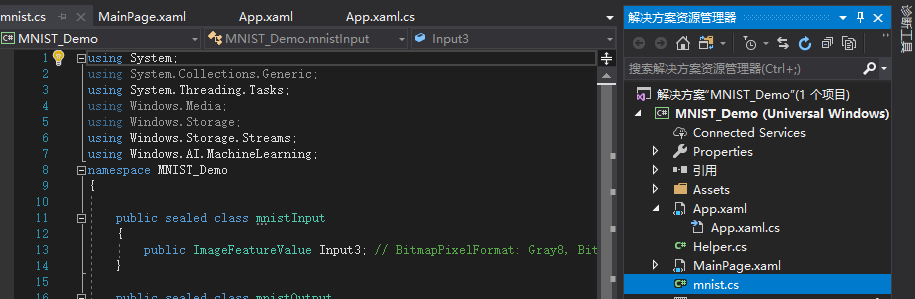 mnist.cs MainPage.xaml App.xaml App.xaml.cs
MNIST_Demo MNIST_Demo.mnistInput Input3
1 using System;
2 using System.Collections.Generic;
3 using System.Threading.Tasks;
4 using Windows.Media;
5 using Windows.Storage;
6 using Windows.Storage.Streams;
7 using Windows.AI.MachineLearning;
8 namespace MNIST_Demo
9 {
10
11 public sealed class mnistInput
12 {
13 public ImageFeatureValue Input3; // BitmapPixelFormat: Gray8, Bit
14 }
15
16 public sealed class mnistOutput
解决方案资源管理器
搜索解决方案资源管理器(Ctrl+;)
解决方案"MNIST_Demo"(1 个项目)
MNIST_Demo (Universal Windows)
Connected Services
Properties
引用
Assets
App.xaml
App.xaml.cs
Helper.cs
MainPage.xaml
mnist.cs
诊断工具